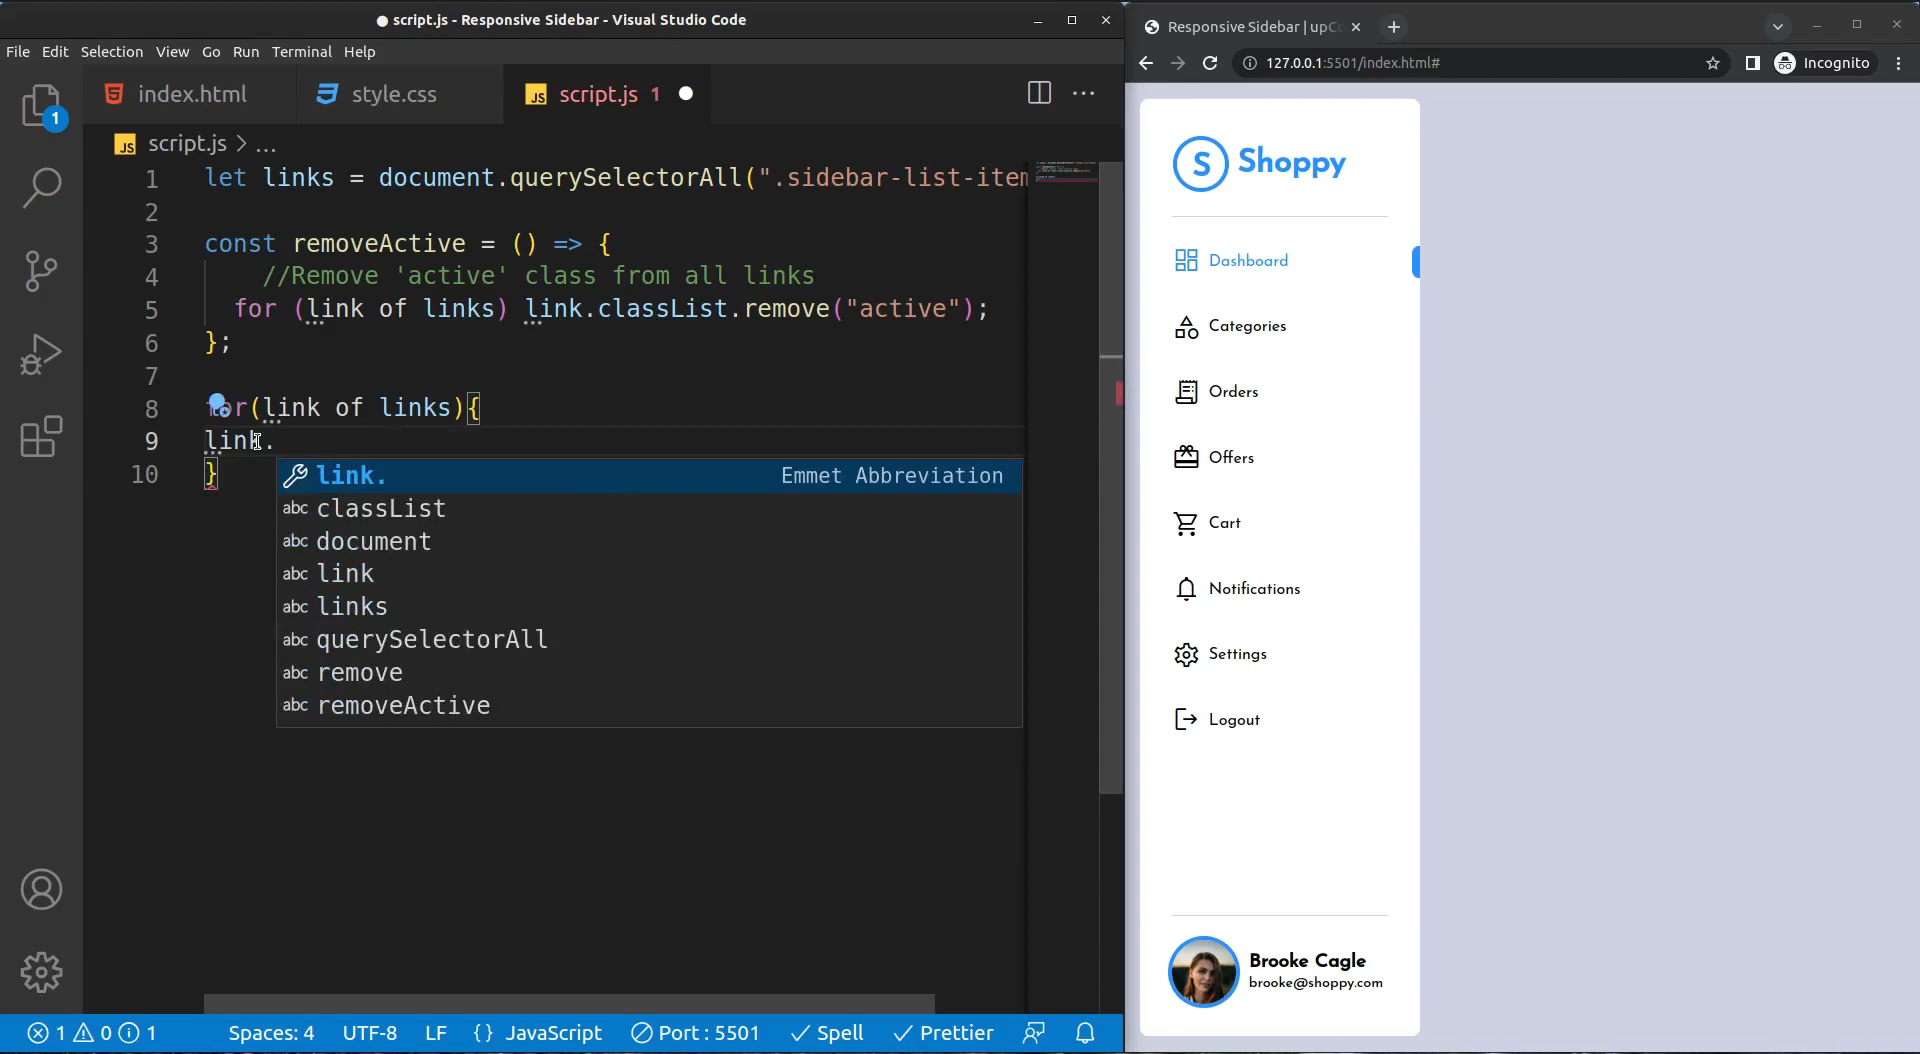 script.js - Responsive Sidebar - Visual Studio Code
File Edit Selection View Go Run Terminal Help
1
index.html
style.css
JS script.js 1
JS script.js > ...
1 let links = document.querySelectorAll(".sidebar-list-item
2
3 const removeActive = () => {
4 //Remove 'active' class from all links
5 for (link of links) link.classList.remove("active");
6 };
7
8 for(link of links){
9 link.
10 }
link. Emmet Abbreviation
abc classList
abc document
abc link
abc links
abc querySelectorAll
abc remove
abc removeActive
1 0 1 Spaces: 4 UTF-8 LF {} JavaScript Port : 5501 Spell Prettier
Responsive Sidebar | upC
127.0.0.1:5501/index.html#
Incognito
S Shoppy
Dashboard
Categories
Orders
Offers
Cart
Notifications
Settings
Logout
Brooke Cagle
brooke@shoppy.com